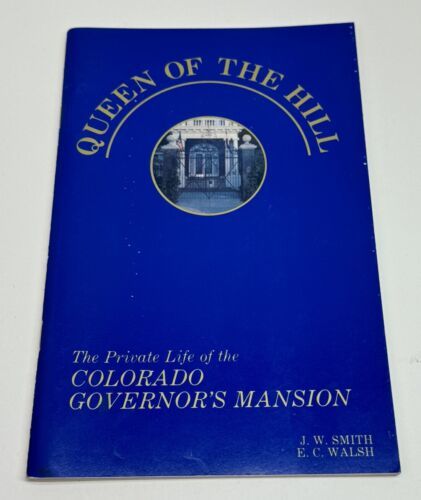 QUEEN OF THE HILL
The Private Life of the
COLORADO
GOVERNOR'S MANSION
J. W. SMITH
E. C. WALSH